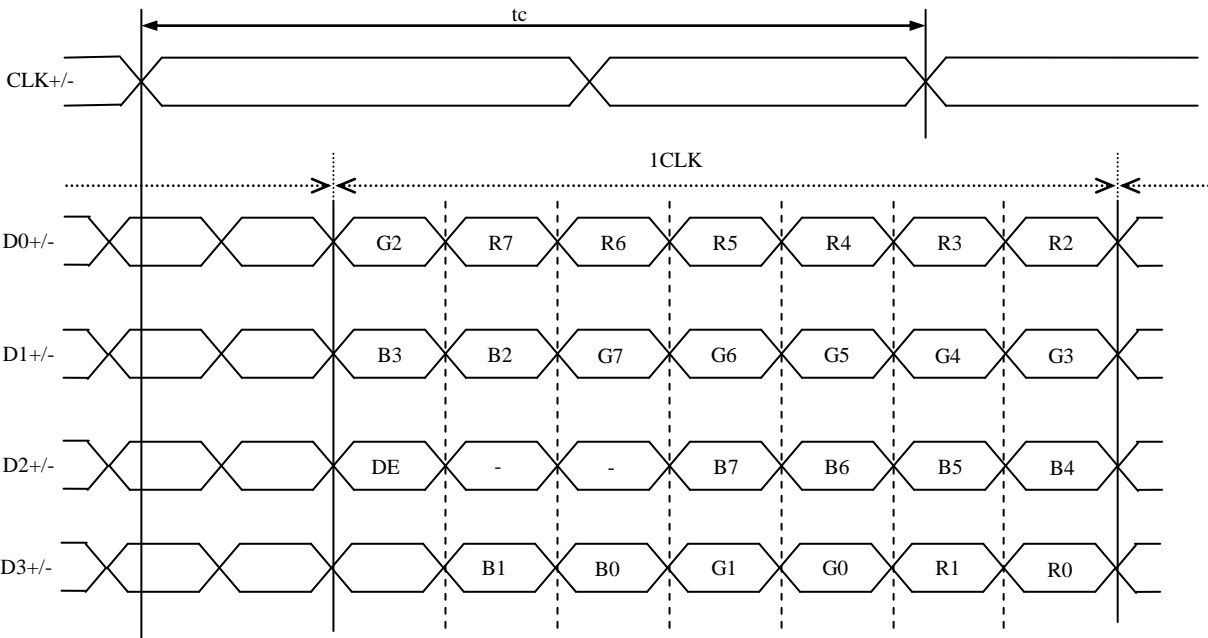 tc
CLK+/-
1CLK
D0+/- G2 R7 R6 R5 R4 R3 R2
D1+/- B3 B2 G7 G6 G5 G4 G3
D2+/- DE - - B7 B6 B5 B4
D3+/- B1 B0 G1 G0 R1 R0